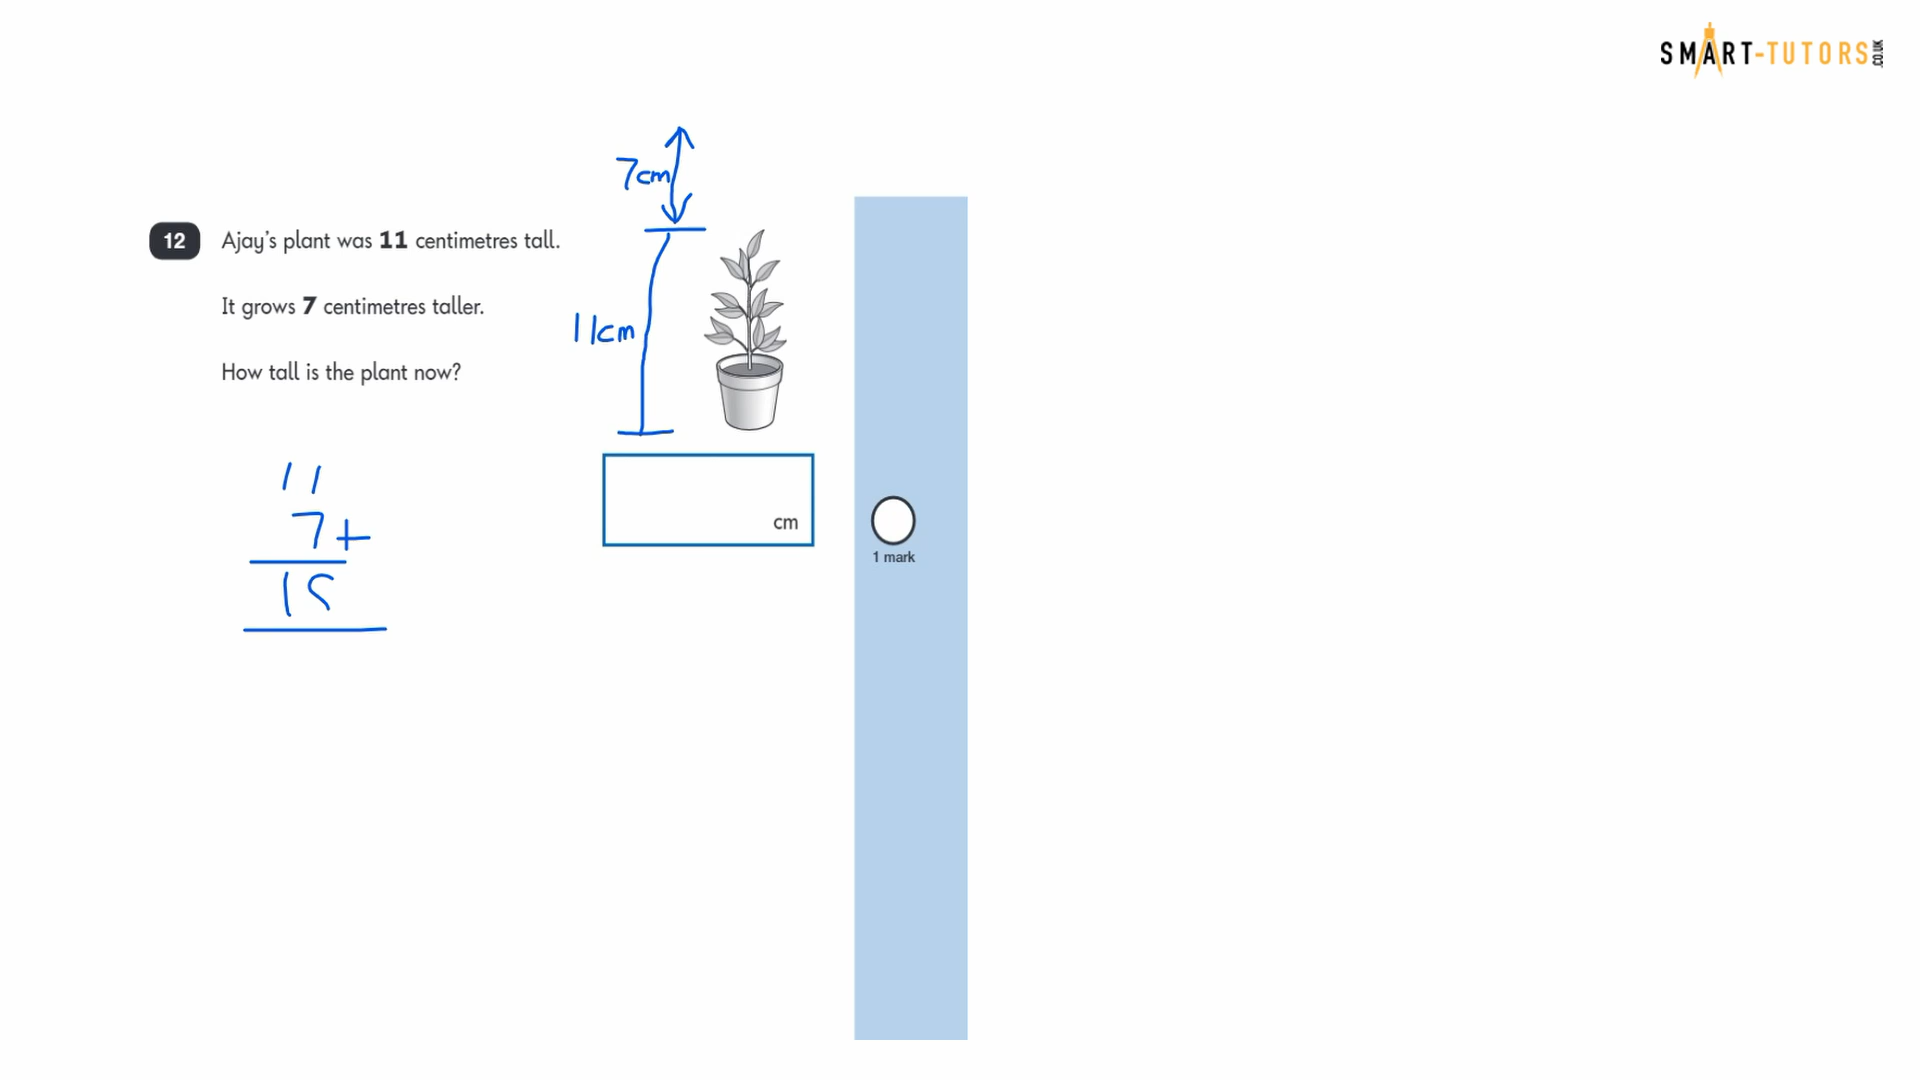 SMART-TUTORS.CO.UK
7cm
12 Ajay's plant was 11 centimetres tall.
It grows 7 centimetres taller.
11cm
How tall is the plant now?
11
7+
cm
1 mark